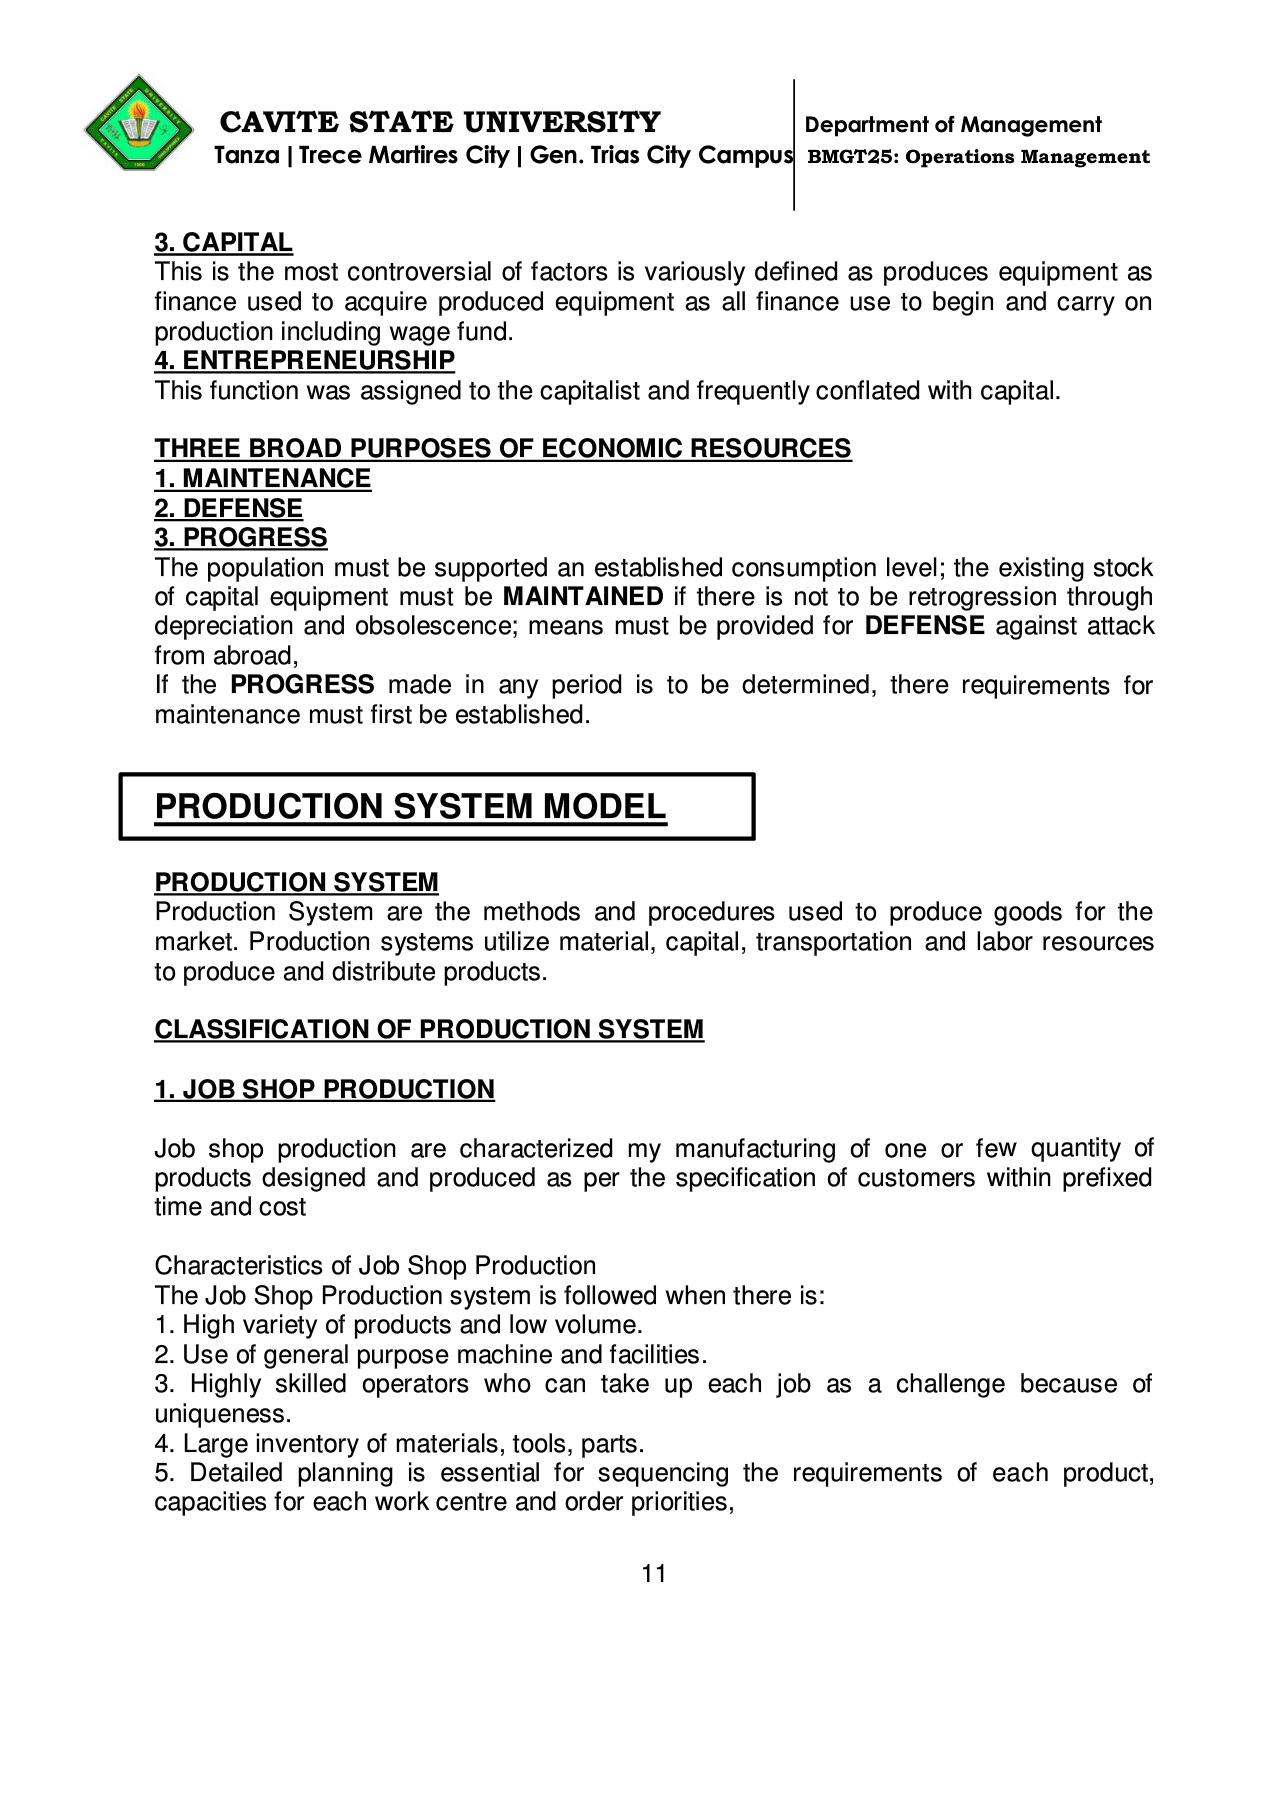 CAVITE STATE UNIVERSITY
Tanza | Trece Martires City | Gen. Trias City Campus
Department of Management
BMGT25: Operations Management
3. CAPITAL
This is the most controversial of factors is variously defined as produces equipment as
finance used to acquire produced equipment as all finance use to begin and carry on
production including wage fund.
4. ENTREPRENEURSHIP
This function was assigned to the capitalist and frequently conflated with capital.
THREE BROAD PURPOSES OF ECONOMIC RESOURCES
1. MAINTENANCE
2. DEFENSE
3. PROGRESS
The population must be supported an established consumption level; the existing stock
of capital equipment must be MAINTAINED if there is not to be retrogression through
depreciation and obsolescence; means must be provided for DEFENSE against attack
from abroad,
If the PROGRESS made in any period is to be determined, there requirements for
maintenance must first be established.
PRODUCTION SYSTEM MODEL
PRODUCTION SYSTEM
Production System are the methods and procedures used to produce goods for the
market. Production systems utilize material, capital, transportation and labor resources
to produce and distribute products.
CLASSIFICATION OF PRODUCTION SYSTEM
1. JOB SHOP PRODUCTION
Job shop production are characterized my manufacturing of one or few quantity of
products designed and produced as per the specification of customers within prefixed
time and cost
Characteristics of Job Shop Production
The Job Shop Production system is followed when there is:
1. High variety of products and low volume.
2. Use of general purpose machine and facilities.
3. Highly skilled operators who can take up each job as a challenge because of
uniqueness.
4. Large inventory of materials, tools, parts.
5. Detailed planning is essential for sequencing the requirements of each product,
capacities for each work centre and order priorities,
11